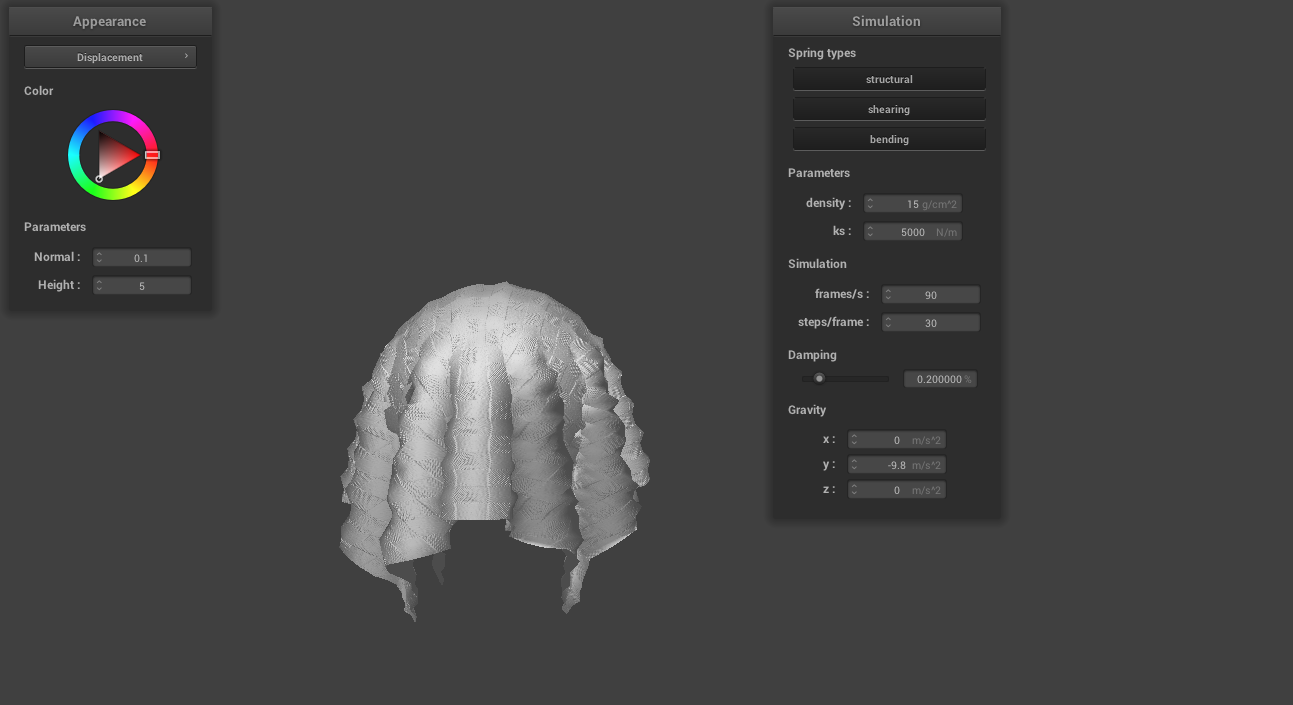 Appearance
Displacement
Color
Parameters
Normal : 0.1
Height : 5
Simulation
Spring types
structural
shearing
bending
Parameters
density : 15 g/cm^2
ks : 5000 N/m
Simulation
frames/s : 90
steps/frame : 30
Damping
0.200000 %
Gravity
x : 0 m/s^2
y : -9.8 m/s^2
z : 0 m/s^2